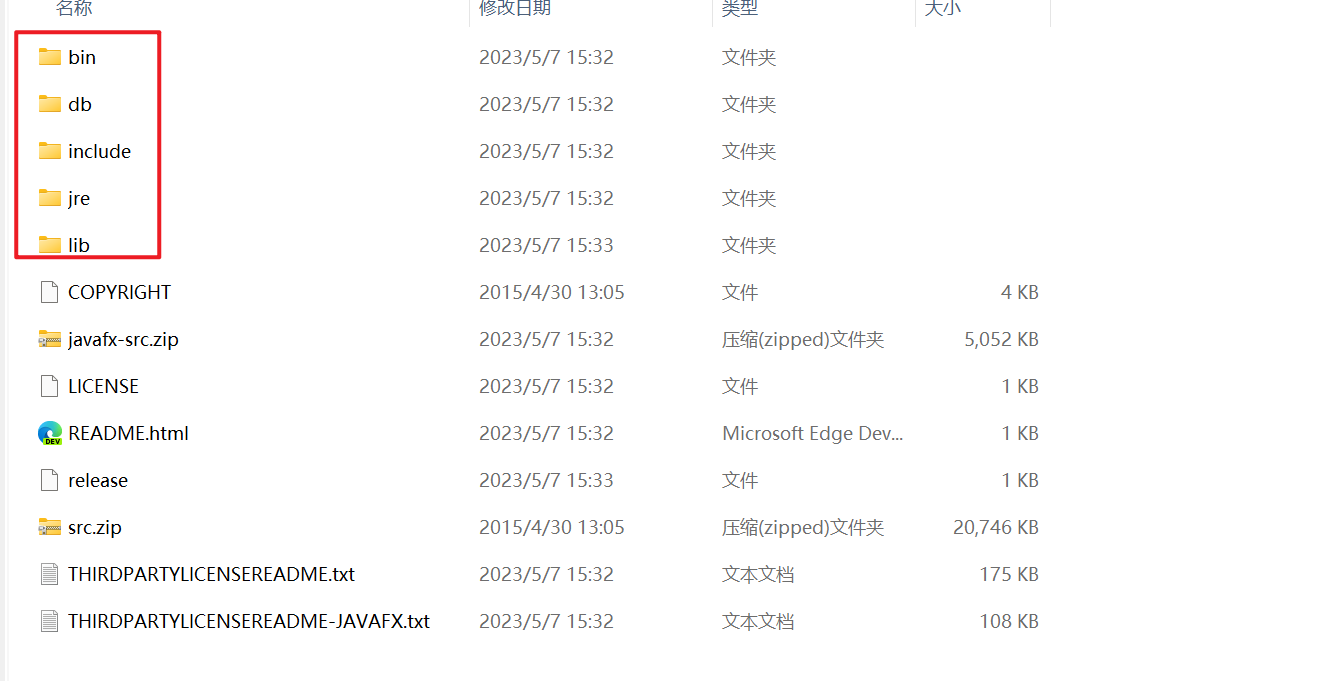 名称 修改日期 类型 大小
bin 2023/5/7 15:32 文件夹
db 2023/5/7 15:32 文件夹
include 2023/5/7 15:32 文件夹
jre 2023/5/7 15:32 文件夹
lib 2023/5/7 15:33 文件夹
COPYRIGHT 2015/4/30 13:05 文件 4 KB
javafx-src.zip 2023/5/7 15:32 压缩(zipped)文件夹 5,052 KB
LICENSE 2023/5/7 15:32 文件 1 KB
DEV README.html 2023/5/7 15:32 Microsoft Edge Dev... 1 KB
release 2023/5/7 15:33 文件 1 KB
src.zip 2015/4/30 13:05 压缩(zipped)文件夹 20,746 KB
THIRDPARTYLICENSEREADME.txt 2023/5/7 15:32 文本文档 175 KB
THIRDPARTYLICENSEREADME-JAVAFX.txt 2023/5/7 15:32 文本文档 108 KB